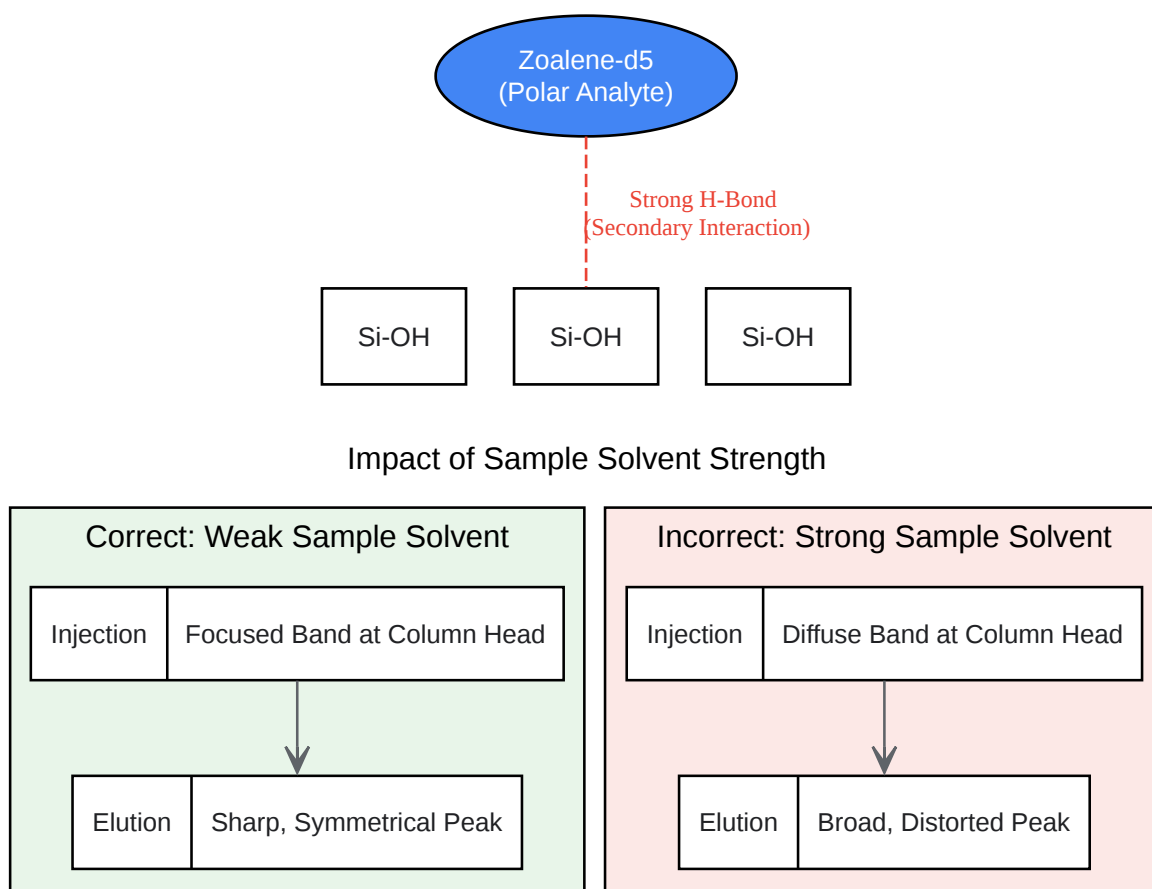 Zoalene-d5
(Polar Analyte)
Strong H-Bond
(Secondary Interaction)
Si-OH
Si-OH
Si-OH
Impact of Sample Solvent Strength
Correct: Weak Sample Solvent
Injection
Focused Band at Column Head
Elution
Sharp, Symmetrical Peak
Incorrect: Strong Sample Solvent
Injection
Diffuse Band at Column Head
Elution
Broad, Distorted Peak